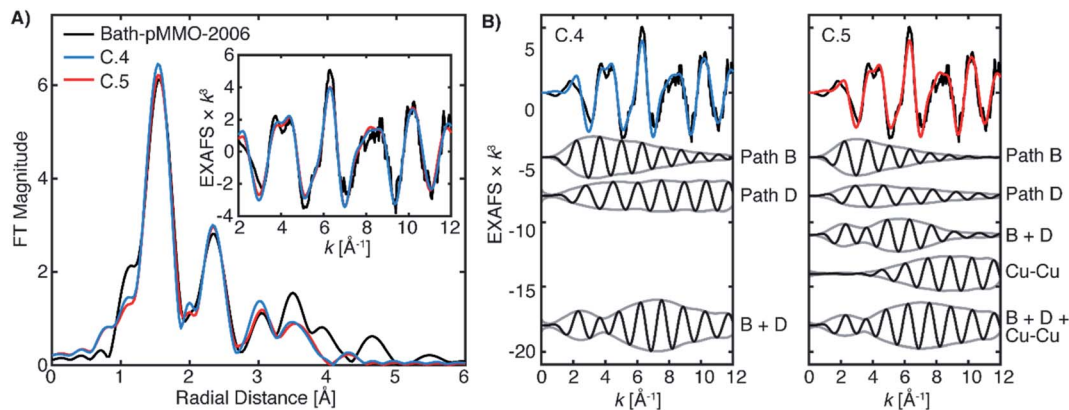 A)
Bath-pMMO-2006
C.4
C.5
FT Magnitude
6
4
2
0
0 1 2 3 4 5 6
Radial Distance [Å]
EXAFS × k³
6
4
2
0
-2
-4
2 4 6 8 10 12
k [Å⁻¹]
B)
C.4
EXAFS × k³
5
0
-5
-10
-15
-20
Path B
Path D
B + D
0 2 4 6 8 10 12
k [Å⁻¹]
C.5
Path B
Path D
B + D
Cu-Cu
B + D +
Cu-Cu
0 2 4 6 8 10 12
k [Å⁻¹]